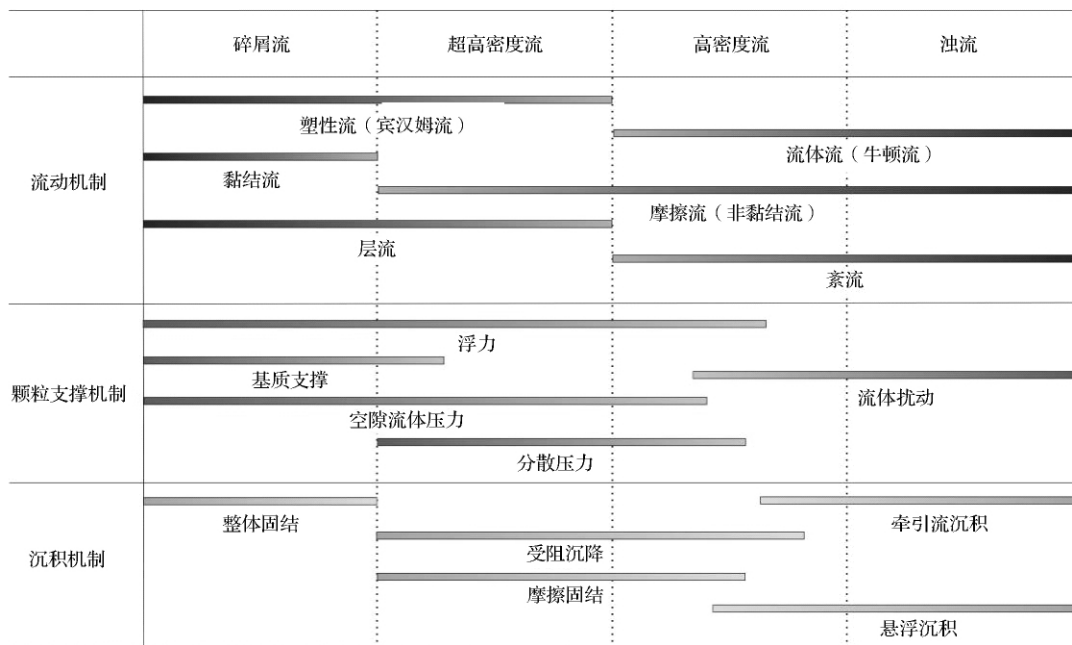 碎屑流 超高密度流 高密度流 浊流
流动机制
塑性流（宾汉姆流）
流体流（牛顿流）
黏结流
摩擦流（非黏结流）
层流
紊流
颗粒支撑机制
浮力
基质支撑
流体扰动
空隙流体压力
分散压力
沉积机制
整体固结
牵引流沉积
受阻沉降
摩擦固结
悬浮沉积